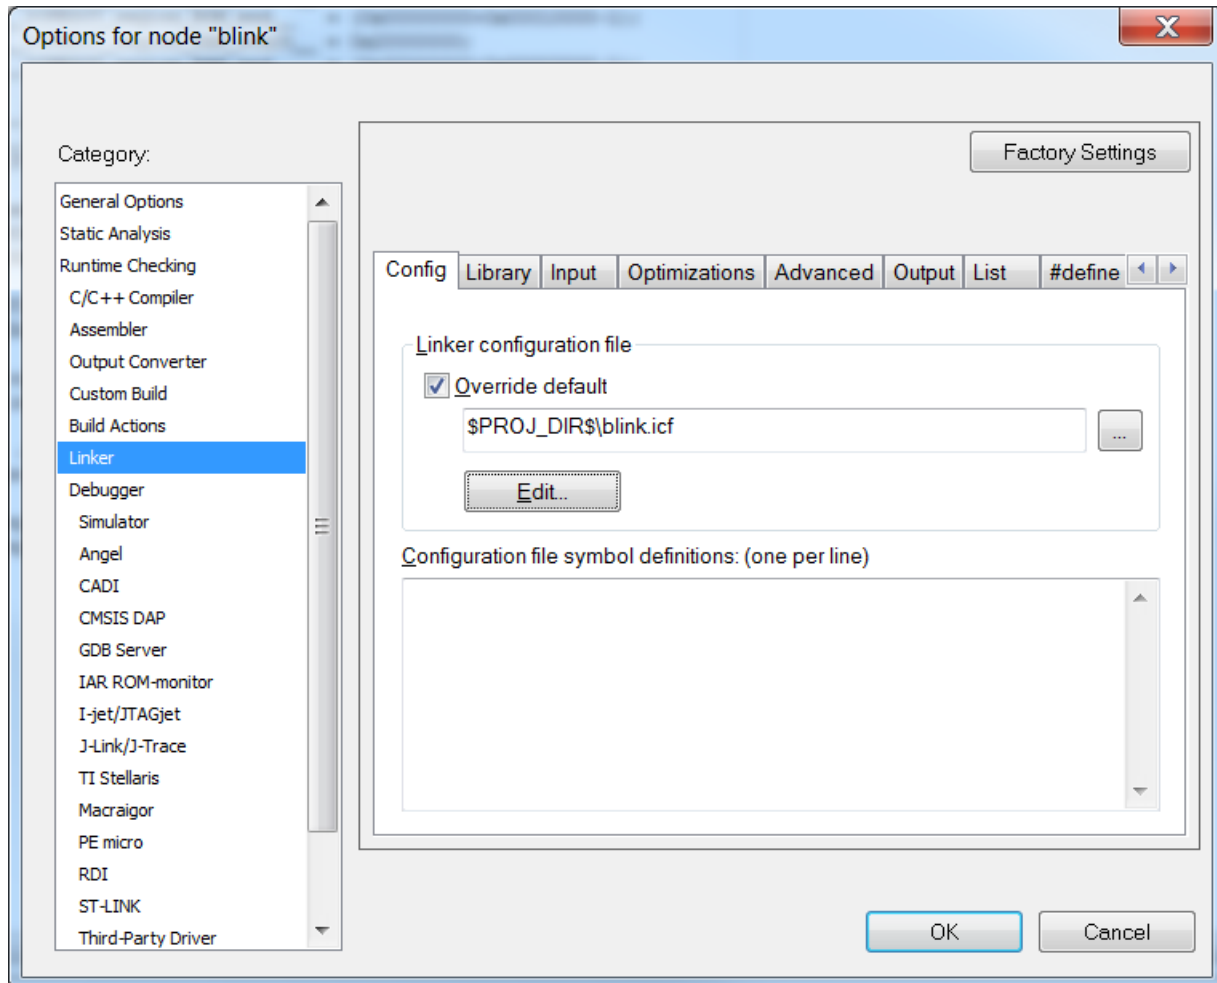 Options for node "blink"
X
Category:
Factory Settings
General Options
Static Analysis
Runtime Checking
C/C++ Compiler
Assembler
Output Converter
Custom Build
Build Actions
Linker
Debugger
Simulator
Angel
CADI
CMSIS DAP
GDB Server
IAR ROM-monitor
I-jet/JTAGjet
J-Link/J-Trace
TI Stellaris
Macraigor
PE micro
RDI
ST-LINK
Third-Party Driver
Config Library Input Optimizations Advanced Output List #define
Linker configuration file
Override default
$PROJ_DIR$\blink.icf
...
Edit...
Configuration file symbol definitions: (one per line)
OK Cancel